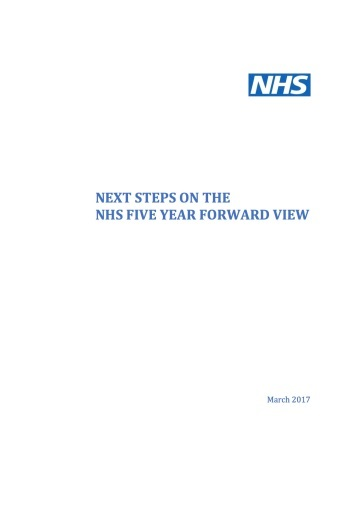 NHS
NEXT STEPS ON THE
NHS FIVE YEAR FORWARD VIEW
March 2017